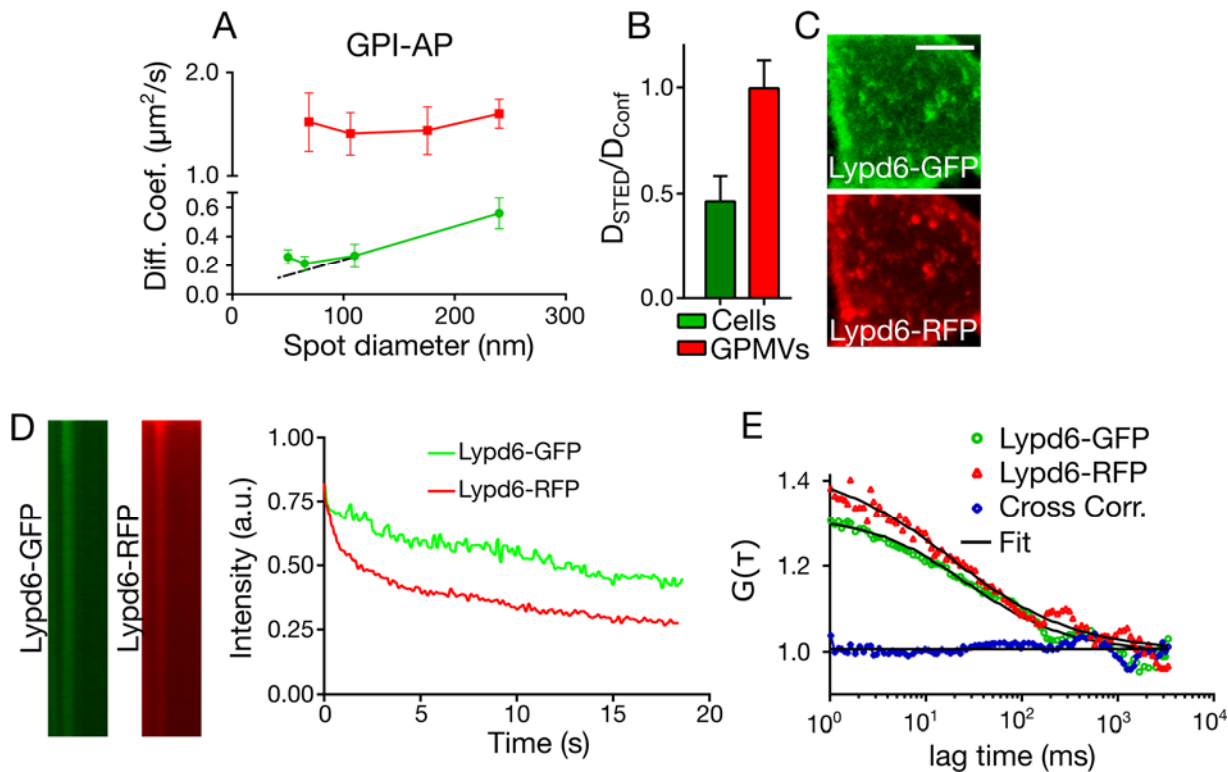 A
GPI-AP
Diff. Coef. (µm²/s)
2.0
1.0
0.6
0.4
0.2
0.0
0 100 200 300
Spot diameter (nm)
B
D_STED/D_Conf
1.0
0.5
0.0
Cells
GPMVs
C
Lypd6-GFP
Lypd6-RFP
D
Lypd6-GFP
Lypd6-RFP
Intensity (a.u.)
1.00
0.75
0.50
0.25
0.00
Lypd6-GFP
Lypd6-RFP
0 5 10 15 20
Time (s)
E
Lypd6-GFP
Lypd6-RFP
Cross Corr.
Fit
G(τ)
1.4
1.2
1.0
10⁰ 10¹ 10² 10³ 10⁴
lag time (ms)